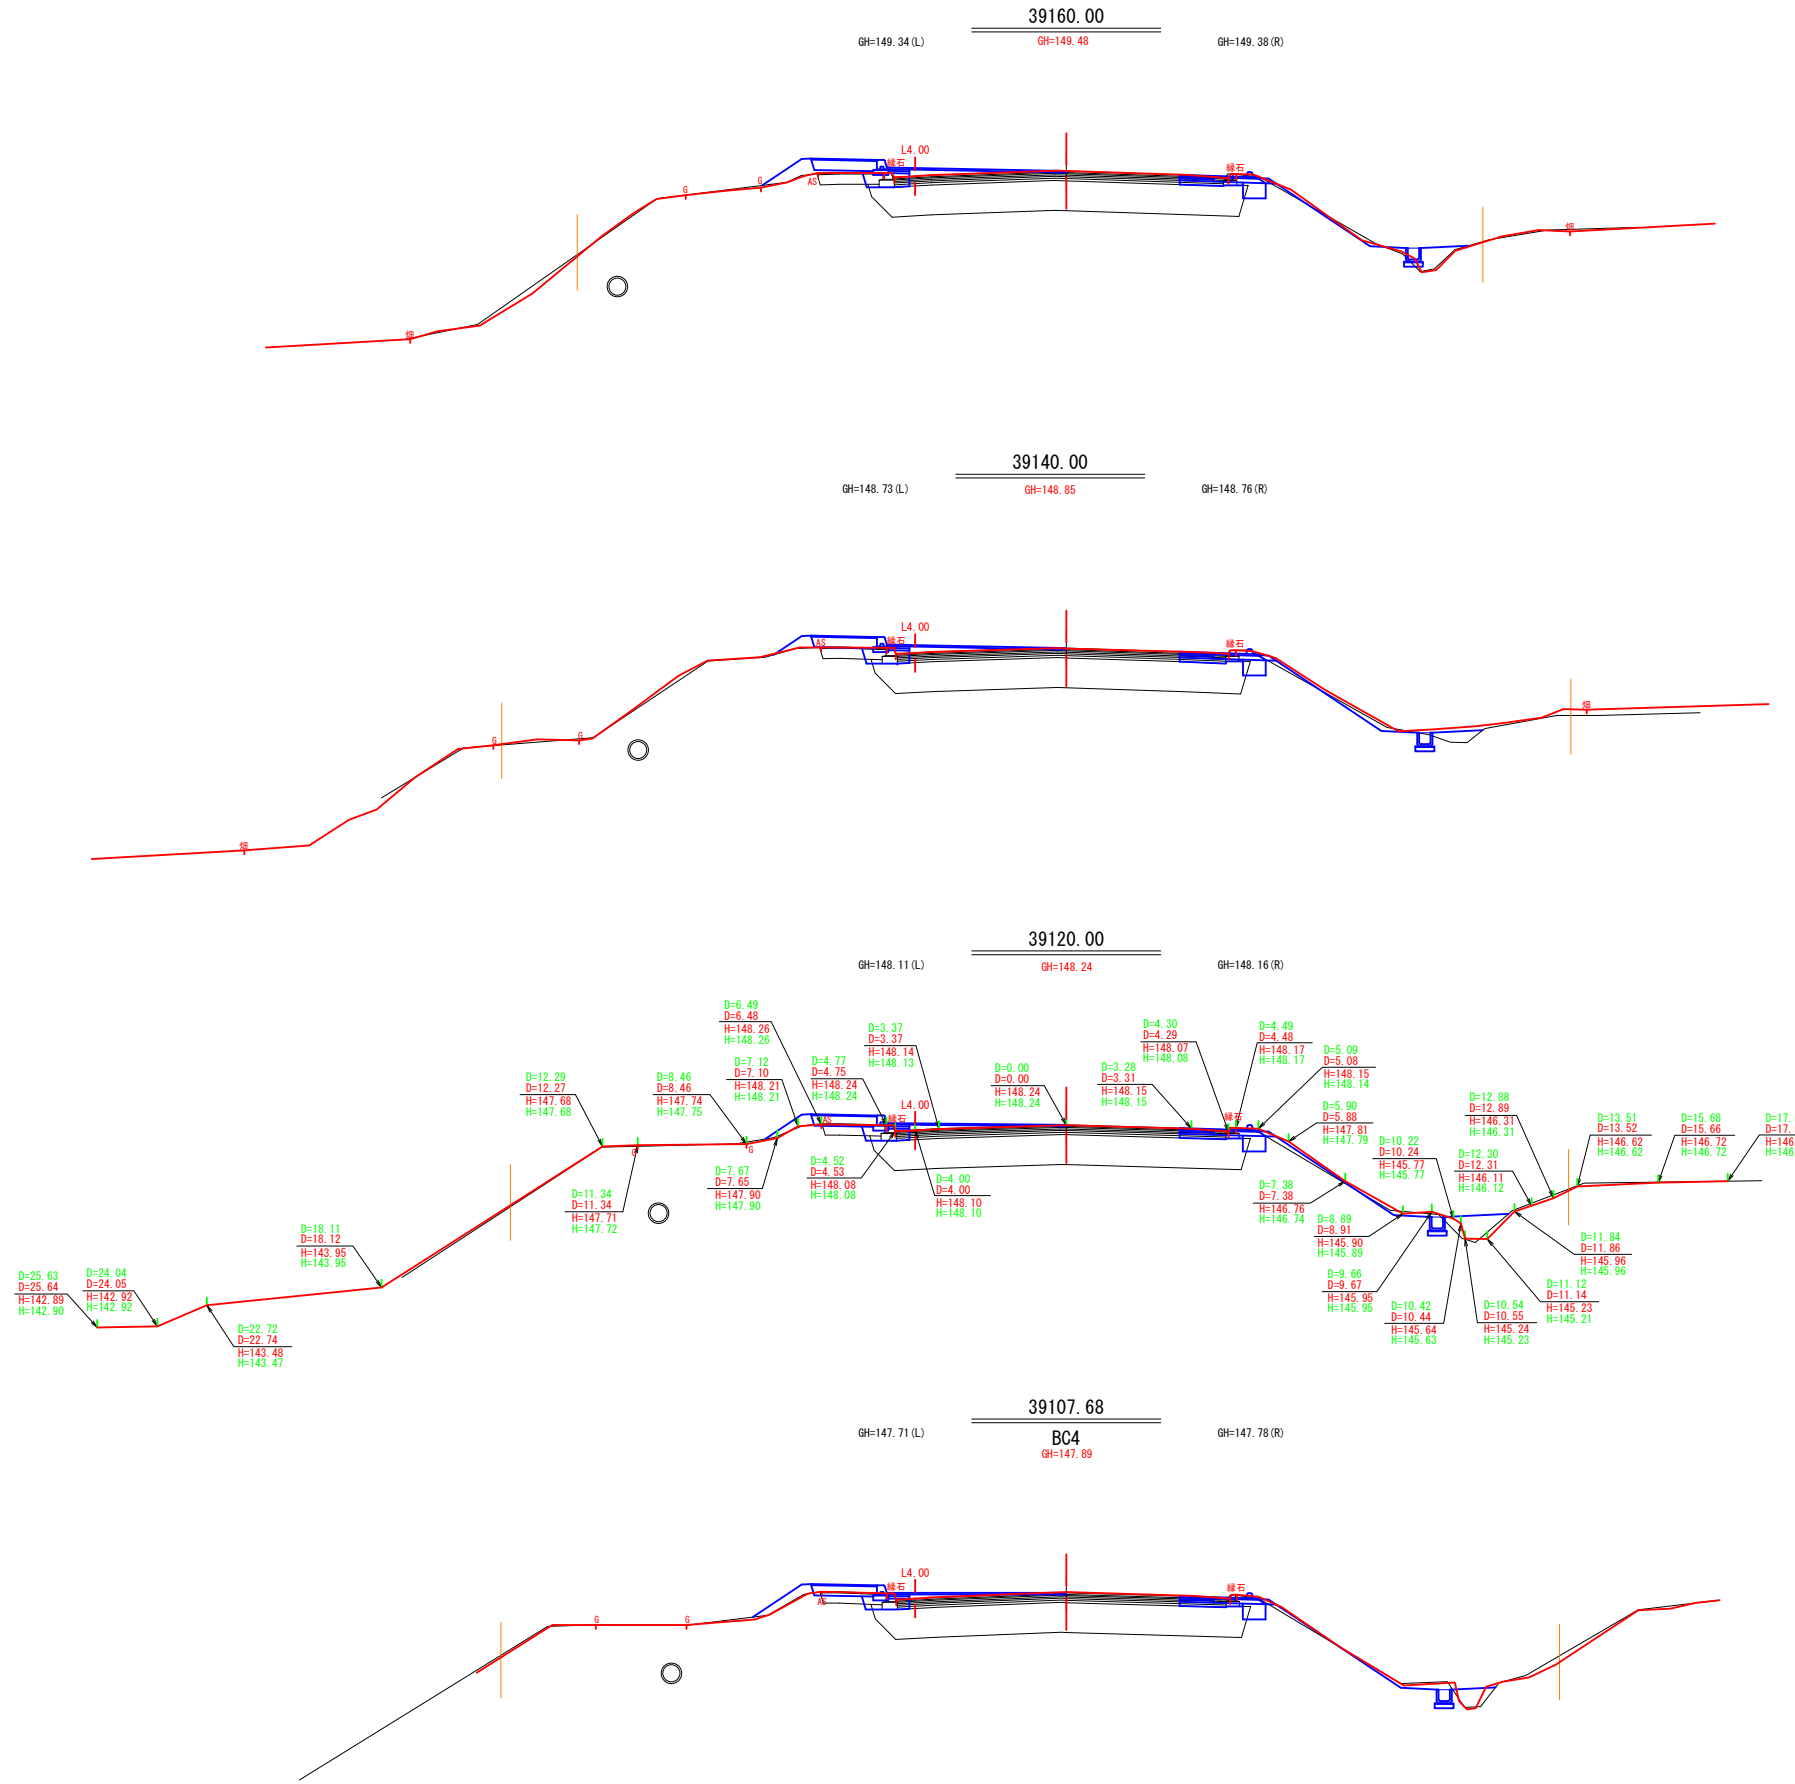 39160.00
GH=149.34(L)
GH=149.48
GH=149.38(R)
L4.00
縁石
縁石
AS
G
G
畑
畑
39140.00
GH=148.73(L)
GH=148.85
GH=148.76(R)
L4.00
縁石
縁石
AS
G
G
畑
畑
39120.00
GH=148.11(L)
GH=148.24
GH=148.16(R)
D=25.63
D=25.64
H=142.89
H=142.90
D=24.04
D=24.05
H=142.92
H=142.92
D=22.72
D=22.74
H=143.48
H=143.47
D=18.11
D=18.12
H=143.95
H=143.95
D=12.29
D=12.27
H=147.68
H=147.68
D=11.34
D=11.34
H=147.71
H=147.72
D=8.46
D=8.46
H=147.74
H=147.75
D=7.67
D=7.65
H=147.90
H=147.90
D=7.12
D=7.10
H=148.21
H=148.21
D=6.49
D=6.48
H=148.26
H=148.26
D=4.77
D=4.75
H=148.24
H=148.24
D=4.52
D=4.53
H=148.08
H=148.08
D=4.00
D=4.00
H=148.10
H=148.10
D=3.37
D=3.37
H=148.14
H=148.13
D=0.00
D=0.00
H=148.24
H=148.24
D=3.28
D=3.31
H=148.15
H=148.15
D=4.30
D=4.29
H=148.07
H=148.08
D=4.49
D=4.48
H=148.17
H=148.17
D=5.09
D=5.08
H=148.15
H=148.14
D=5.90
D=5.88
H=147.81
H=147.79
D=7.38
D=7.38
H=146.76
H=146.74
D=8.89
D=8.91
H=145.90
H=145.89
D=9.66
D=9.67
H=145.95
H=145.95
D=10.22
D=10.24
H=145.77
H=145.77
D=10.42
D=10.44
H=145.64
H=145.63
D=10.54
D=10.55
H=145.24
H=145.23
D=11.12
D=11.14
H=145.23
H=145.21
D=11.84
D=11.86
H=145.96
H=145.96
D=12.30
D=12.31
H=146.11
H=146.12
D=12.88
D=12.89
H=146.31
H=146.31
D=13.51
D=13.52
H=146.62
H=146.62
D=15.68
D=15.66
H=146.72
H=146.72
D=17.
D=17.
H=146.
H=146.
L4.00
縁石
縁石
AS
G
G
39107.68
BC4
GH=147.71(L)
GH=147.89
GH=147.78(R)
L4.00
縁石
縁石
AS
G
G